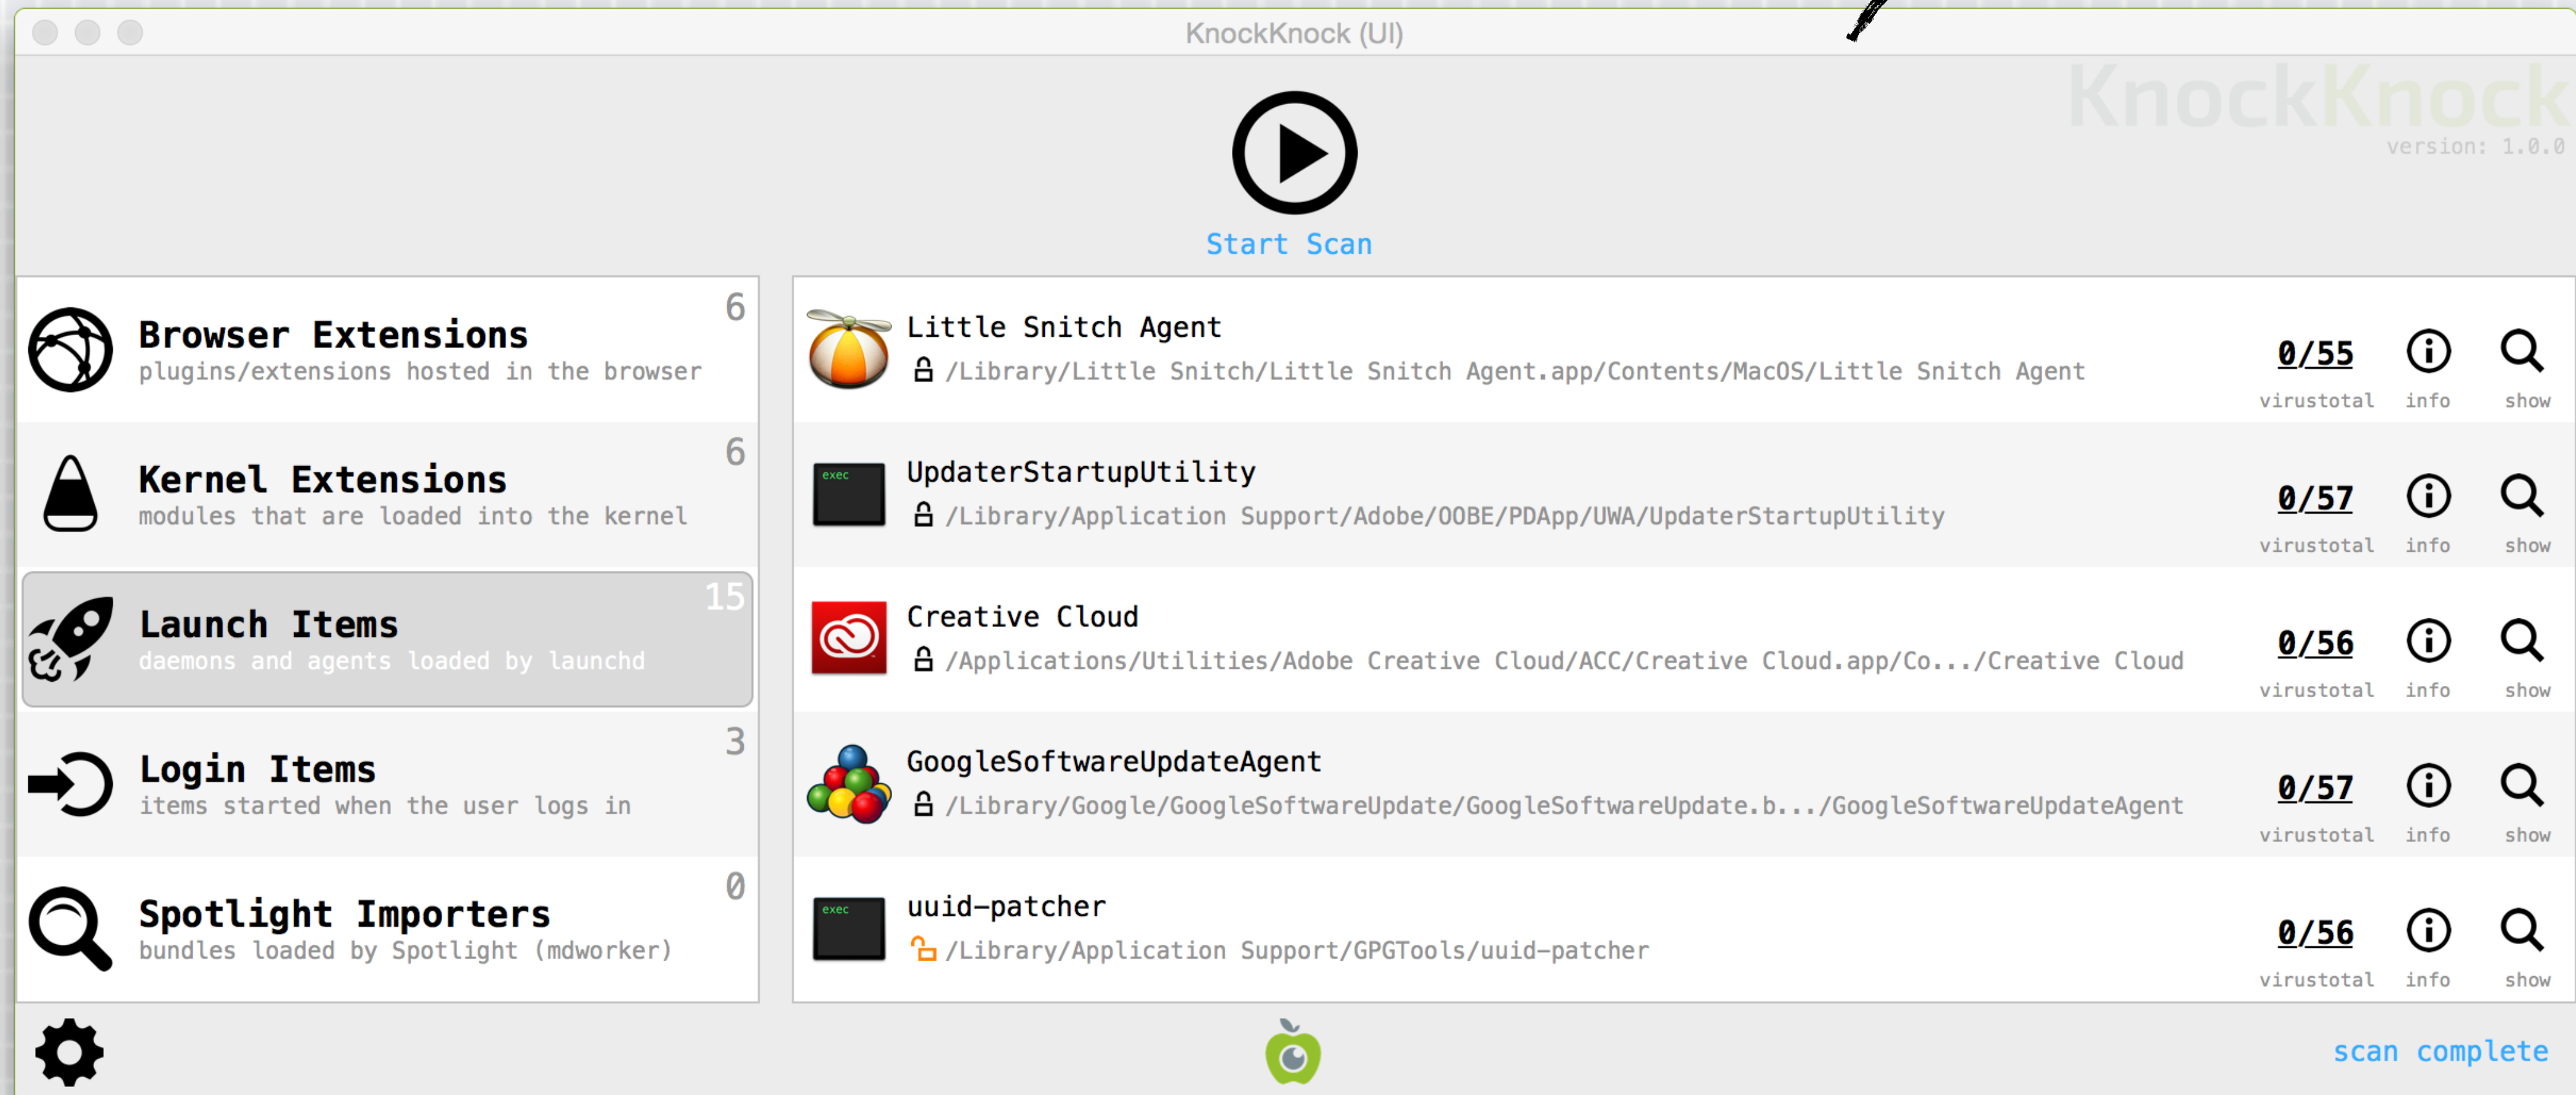 KnockKnock (UI)
KnockKnock
version: 1.0.0
Start Scan
Browser Extensions
6
plugins/extensions hosted in the browser
Kernel Extensions
6
modules that are loaded into the kernel
Launch Items
15
daemons and agents loaded by launchd
Login Items
3
items started when the user logs in
Spotlight Importers
0
bundles loaded by Spotlight (mdworker)
Little Snitch Agent
/Library/Little Snitch/Little Snitch Agent.app/Contents/MacOS/Little Snitch Agent
0/55
virustotal info show
exec
UpdaterStartupUtility
/Library/Application Support/Adobe/OOBE/PDApp/UWA/UpdaterStartupUtility
0/57
virustotal info show
Creative Cloud
/Applications/Utilities/Adobe Creative Cloud/ACC/Creative Cloud.app/Co.../Creative Cloud
0/56
virustotal info show
GoogleSoftwareUpdateAgent
/Library/Google/GoogleSoftwareUpdate/GoogleSoftwareUpdate.b.../GoogleSoftwareUpdateAgent
0/57
virustotal info show
exec
uuid-patcher
/Library/Application Support/GPGTools/uuid-patcher
0/56
virustotal info show
scan complete